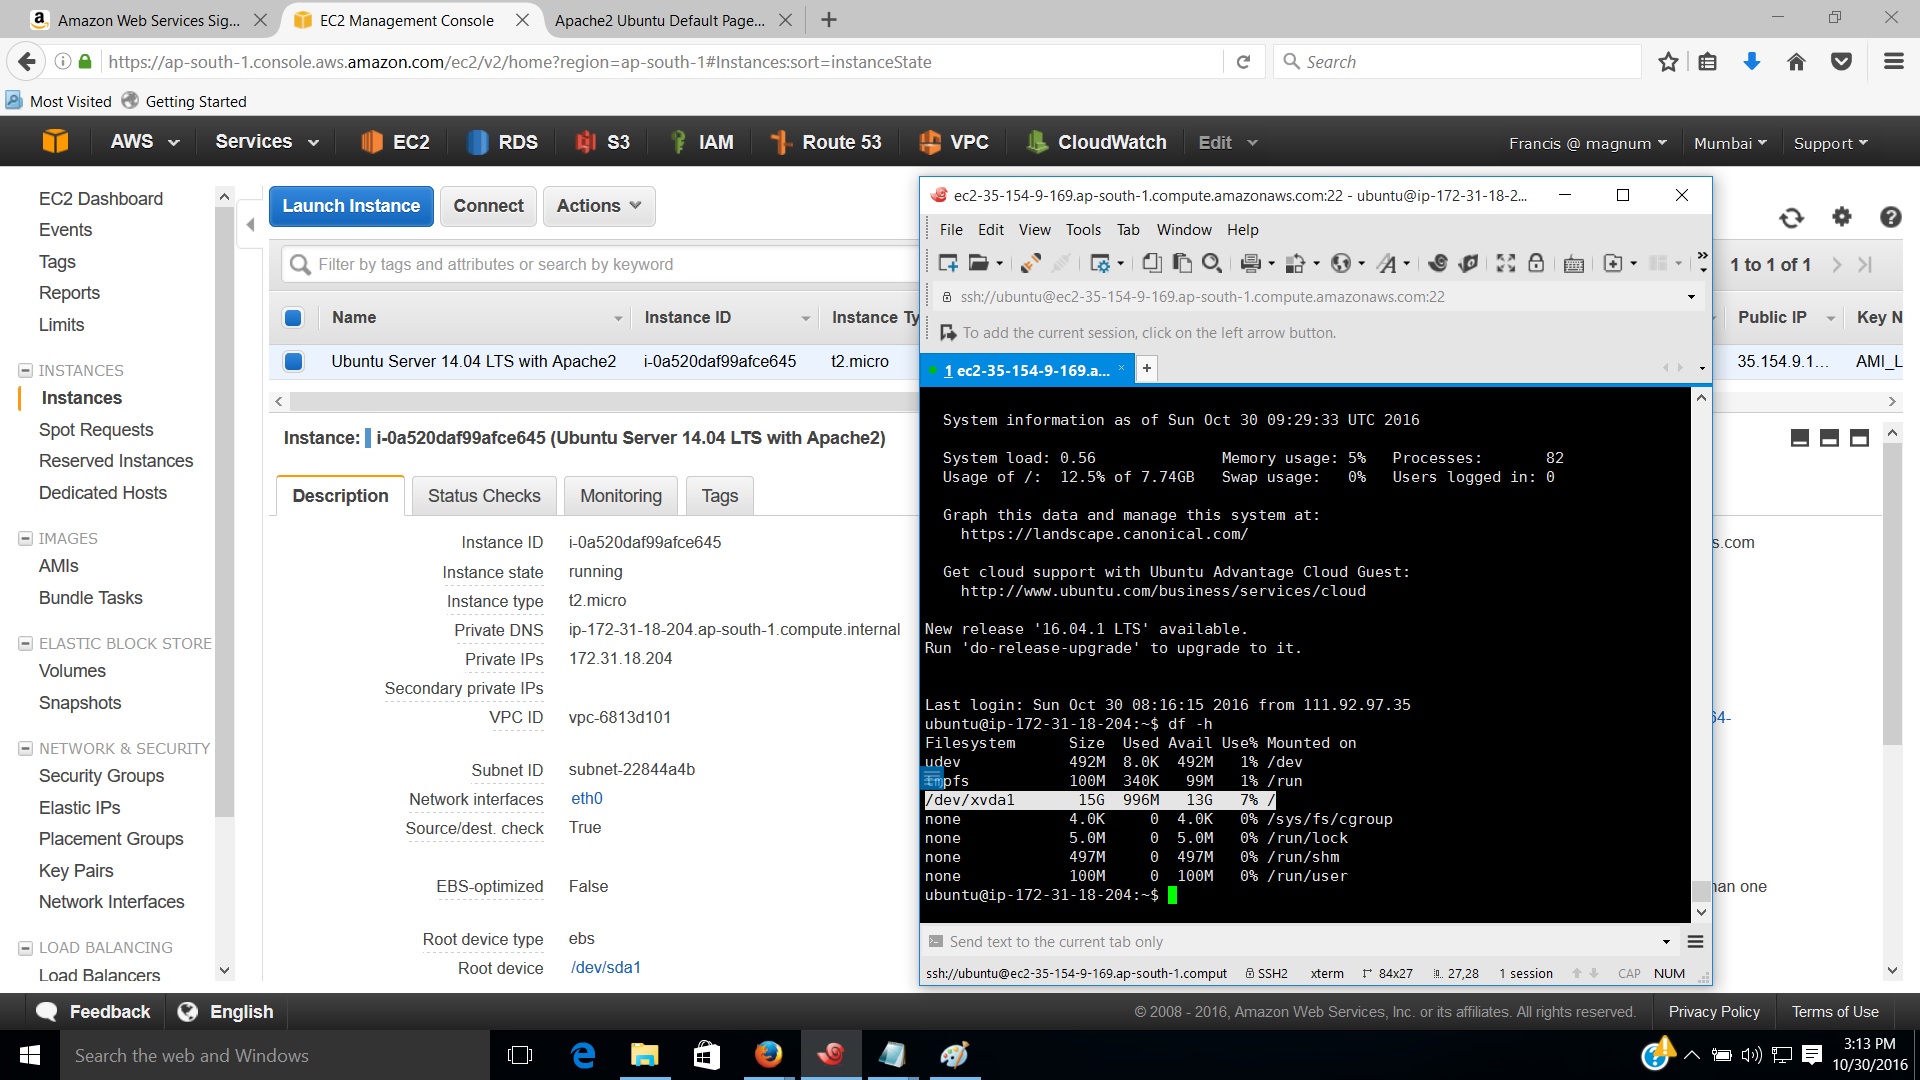 Amazon Web Services Sig...
EC2 Management Console
Apache2 Ubuntu Default Page...
https://ap-south-1.console.aws.amazon.com/ec2/v2/home?region=ap-south-1#Instances:sort=instanceState
Search
Most Visited
Getting Started
AWS
Services
EC2
RDS
S3
IAM
Route 53
VPC
CloudWatch
Edit
Francis @ magnum
Mumbai
Support
EC2 Dashboard
Events
Tags
Reports
Limits
INSTANCES
Instances
Spot Requests
Reserved Instances
Dedicated Hosts
IMAGES
AMIs
Bundle Tasks
ELASTIC BLOCK STORE
Volumes
Snapshots
NETWORK & SECURITY
Security Groups
Elastic IPs
Placement Groups
Key Pairs
Network Interfaces
LOAD BALANCING
Load Balancers
Launch Instance
Connect
Actions
Filter by tags and attributes or search by keyword
1 to 1 of 1
Name
Instance ID
Instance Ty
Public IP
Key N
Ubuntu Server 14.04 LTS with Apache2
i-0a520daf99afce645
t2.micro
35.154.9.1...
AMI_L
Instance: i-0a520daf99afce645 (Ubuntu Server 14.04 LTS with Apache2)
Description
Status Checks
Monitoring
Tags
Instance ID i-0a520daf99afce645
Instance state running
Instance type t2.micro
Private DNS ip-172-31-18-204.ap-south-1.compute.internal
Private IPs 172.31.18.204
Secondary private IPs
VPC ID vpc-6813d101
Subnet ID subnet-22844a4b
Network interfaces eth0
Source/dest. check True
EBS-optimized False
Root device type ebs
Root device /dev/sda1
s.com
64-
han one
ec2-35-154-9-169.ap-south-1.compute.amazonaws.com:22 - ubuntu@ip-172-31-18-2...
File Edit View Tools Tab Window Help
ssh://ubuntu@ec2-35-154-9-169.ap-south-1.compute.amazonaws.com:22
To add the current session, click on the left arrow button.
1 ec2-35-154-9-169.a...
System information as of Sun Oct 30 09:29:33 UTC 2016
System load: 0.56 Memory usage: 5% Processes: 82
Usage of /: 12.5% of 7.74GB Swap usage: 0% Users logged in: 0
Graph this data and manage this system at:
https://landscape.canonical.com/
Get cloud support with Ubuntu Advantage Cloud Guest:
http://www.ubuntu.com/business/services/cloud
New release '16.04.1 LTS' available.
Run 'do-release-upgrade' to upgrade to it.
Last login: Sun Oct 30 08:16:15 2016 from 111.92.97.35
ubuntu@ip-172-31-18-204:~$ df -h
Filesystem Size Used Avail Use% Mounted on
udev 492M 8.0K 492M 1% /dev
tmpfs 100M 340K 99M 1% /run
/dev/xvda1 15G 996M 13G 7% /
none 4.0K 0 4.0K 0% /sys/fs/cgroup
none 5.0M 0 5.0M 0% /run/lock
none 497M 0 497M 0% /run/shm
none 100M 0 100M 0% /run/user
ubuntu@ip-172-31-18-204:~$
Send text to the current tab only
ssh://ubuntu@ec2-35-154-9-169.ap-south-1.comput SSH2 xterm 84x27 27,28 1 session CAP NUM
Feedback
English
© 2008 - 2016, Amazon Web Services, Inc. or its affiliates. All rights reserved.
Privacy Policy
Terms of Use
Search the web and Windows
3:13 PM
10/30/2016